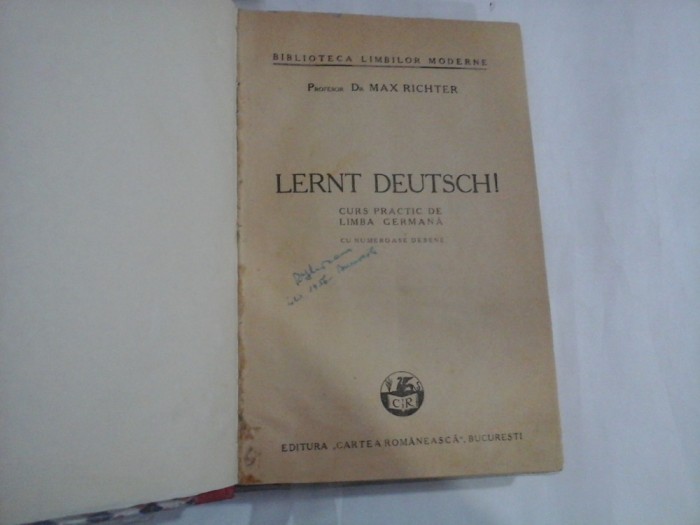 BIBLIOTECA LIMBILOR MODERNE
PROFESOR DR MAX RICHTER
LERNT DEUTSCH!
CURS PRACTIC DE
LIMBA GERMANĂ
CU NUMEROASE DESENE
C R
EDITURA „CARTEA ROMÂNEASCĂ”, BUCUREȘTI